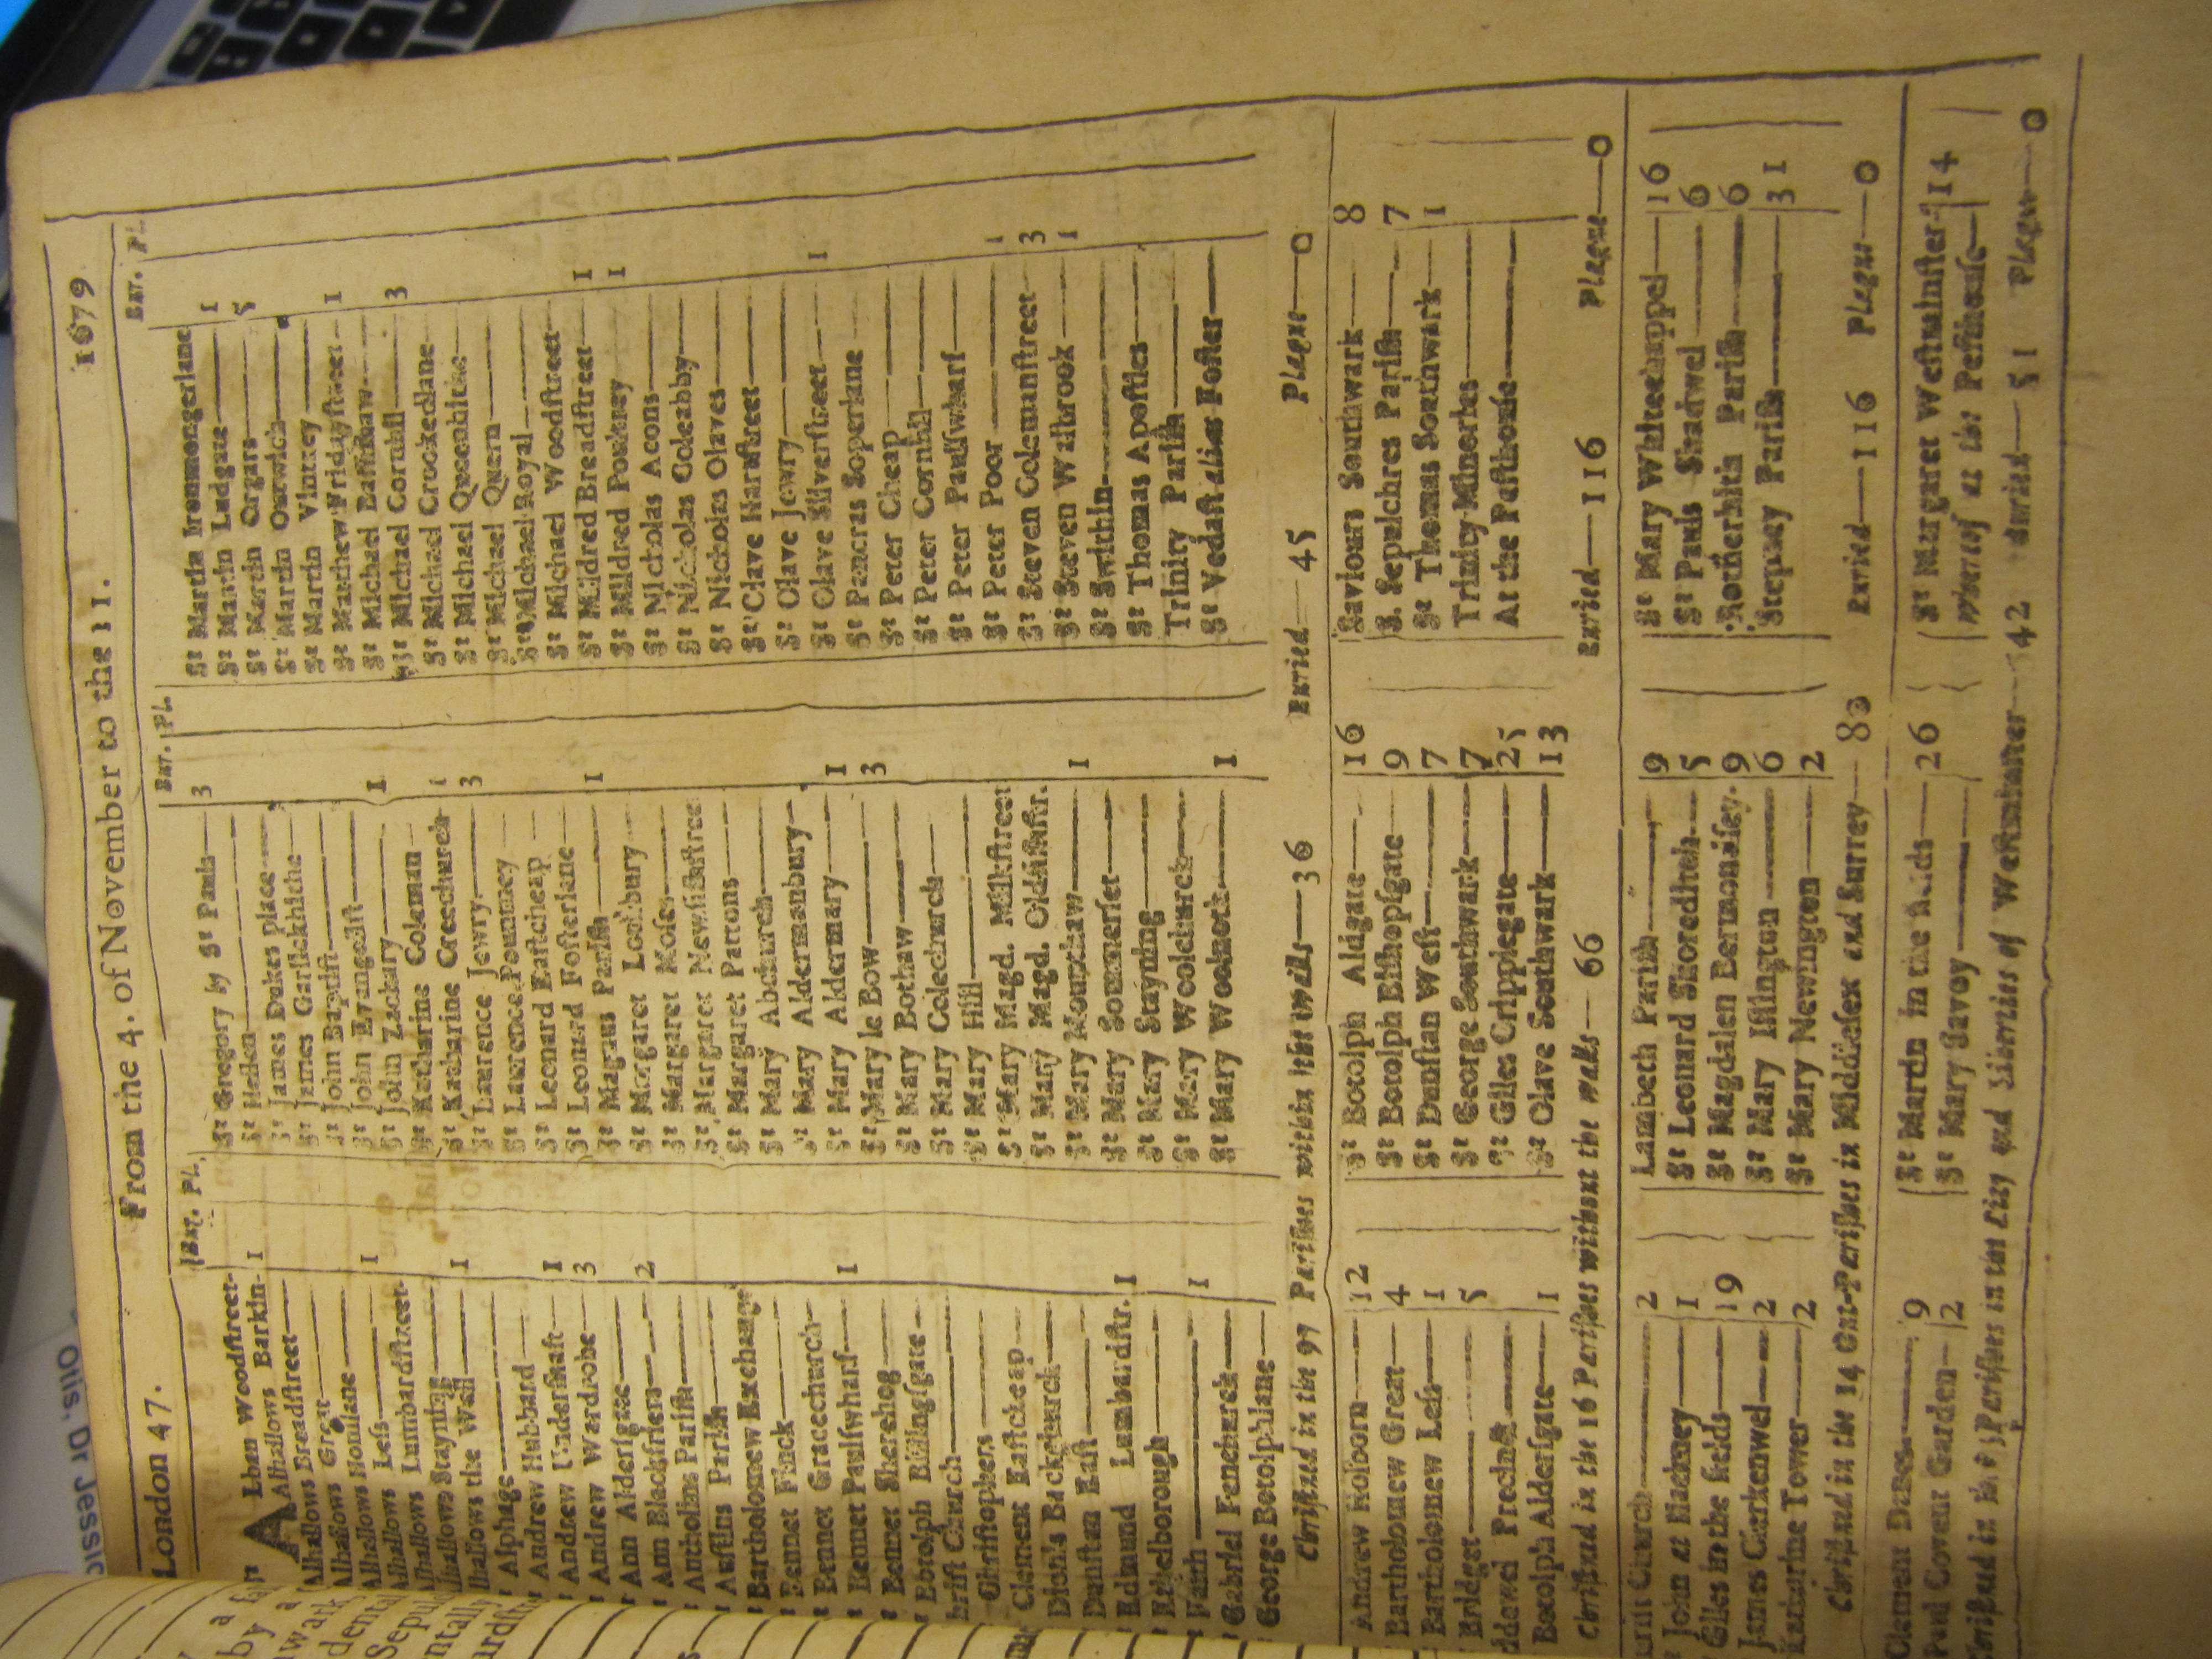 London 47. From the 4. of November to the 11. 1679
Bur. Pl.
ALban Woodstreet
Alhallows Barkin 1
Alhallows Breadstreet
Alhallows Great
Alhallows Honilane
Alhallows Less 1
Alhallows Lumbardstreet
Alhallows Stayning
Alhallows the Wall 1
Alphage
Andrew Hubbard
Andrew Undershaft 1
Andrew Wardrobe 3
Ann Aldersgate
Ann Blackfriers 2
Antholins Parish
Austins Parish
Bartholomew Exchange
Bennet Finck
Bennet Gracechurch
Bennet Paulswharf 1
Bennet Sherehog
Botolph Billingsgate
hrist Church
Christophers
Clement Eastcheap
Dionis Backchurch
Dunstan East
Edmund Lumbardstr. 1
Ethelborough
Faith 1
Gabriel Fenchurch
George Botolphlane
Bur. Pl.
St Gregory by St Pauls 3
St Hellen
St James Dukes place
St James Garlickhithe
St John Baptist
St John Evangelist 1
St John Zachary
St Katharine Coleman
St Katharine Creechurch 1
St Laurence Jewry 3
St Laurence Pountney
St Leonard Eastcheap
St Leonard Fosterlane
St Magnus Parish 1
St Margaret Lothbury
St Margaret Moses
St Margaret Newfishstreet
St Margaret Pattons
St Mary Abchurch
St Mary Aldermanbury
St Mary Aldermary 1
St Mary le Bow 3
St Mary Bothaw
St Mary Colechurch
St Mary Hill
St Mary Magd. Milkstreet
St Mary Magd. Oldfishstr.
St Mary Mounthaw 1
St Mary Sommerset
St Mary Stayning
St Mary Woolchurch
St Mary Woolnoth 1
Bur. Pl.
St Martin Ironmongerlane
St Martin Ludgate 1
St Martin Orgars 5
St Martin Outwich
St Martin Vintrey
St Matthew Fridaystreet 1
St Michael Bassishaw
St Michael Cornhil 3
St Michael Crookedlane
St Michael Queenhithe
St Michael Quern
St Michael Royal
St Michael Woodstreet
St Mildred Breadstreet 1
St Mildred Poultrey 1
St Nicholas Acons
St Nicholas Coleabby
St Nicholas Olaves
St Olave Hartstreet
St Olave Jewry
St Olave Silverstreet 1
St Pancras Soperlane
St Peter Cheap
St Peter Cornhil
St Peter Paulswharf
St Peter Poor 1
St Steven Colemanstreet 3
St Steven Walbrook 1
St Swithin
St Thomas Apostles
Trinity Parish
St Vedast alias Foster
Christned in the 97 Parishes within the walls 36 Buried 45 Plague 0
Andrew Holborn 12
Bartholomew Great 4
Bartholomew Less 1
Bridget 5
ddewel Precinct
Botolph Aldersgate 1
St Botolph Aldgate 16
St Botolph Bishopsgate 9
St Dunstan West 7
St George Southwark 7
St Giles Cripplegate 25
St Olave Southwark 13
Saviours Southwark 8
S. Sepulchres Parish 7
St Thomas Southwark 1
Trinity Minories
At the Pesthouse
Christned in the 16 Parishes without the walls 66 Buried 116 Plague 0
hrist Church 2
John at Hackney 1
Giles in the fields 19
James Clerkenwel 2
Katharine Tower 2
Lambeth Parish 9
St Leonard Shoreditch 5
St Magdalen Bermondsey 9
St Mary Islington 6
St Mary Newington 2
St Mary Whitechappel 16
St Pauls Shadwel 6
Rotherhith Parish 6
Stepney Parish 31
Christned in the 14 Out-Parishes in Middlesex and Surrey 80 Buried 116 Plague 0
Clement Danes 9
Paul Covent Garden 2
St Martin in the fields 26
St Mary Savoy
St Margaret Westminster 14
whereof at the Pesthouse
Christned in the 5 Parishes in the City and Liberties of Westminster 42 Buried 51 Plague 0
Otis, Dr Jessic